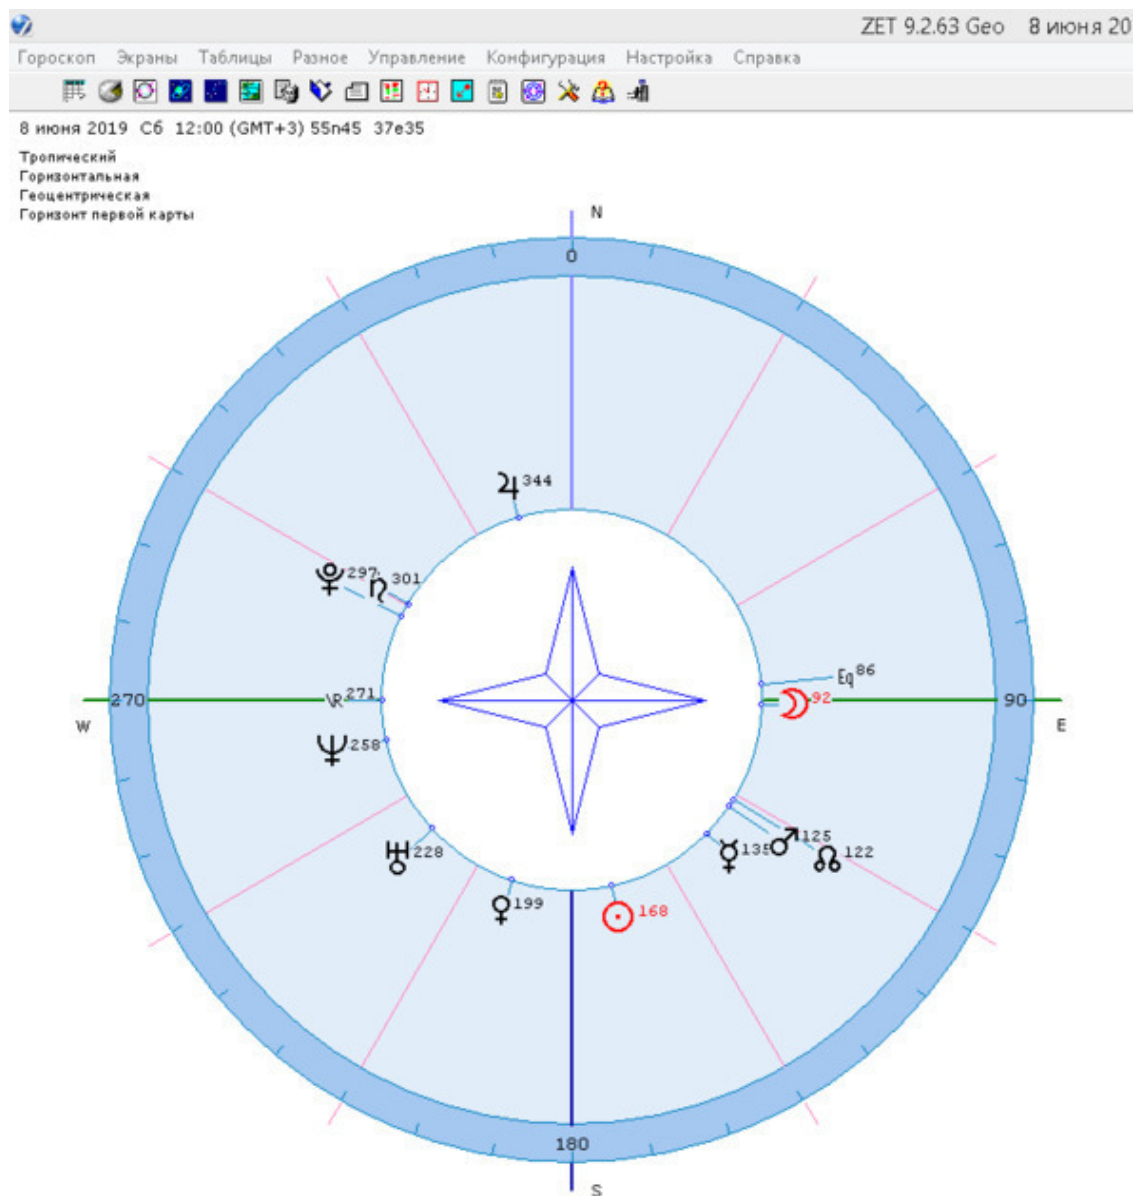 ZET 9.2.63 Geo 8 июня 20
Гороскоп Экраны Таблицы Разное Управление Конфигурация Настройка Справка
8 июня 2019 Сб 12:00 (GMT+3) 55n45 37e35
Тропический
Горизонтальная
Геоцентрическая
Горизонт первой карты
N
0
344
297 301
Eq 86
270 271 92 90
W E
258
125
228 135 122
199 168
180
S